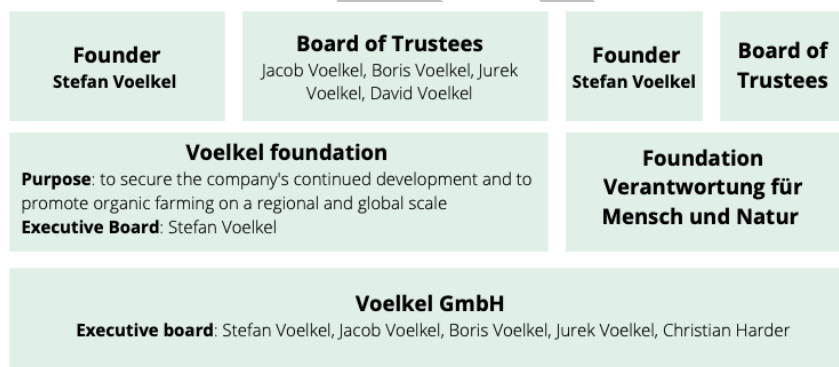 Founder
Stefan Voelkel
Board of Trustees
Jacob Voelkel, Boris Voelkel, Jurek
Voelkel, David Voelkel
Founder
Stefan Voelkel
Board of
Trustees
Voelkel foundation
Purpose: to secure the company's continued development and to
promote organic farming on a regional and global scale
Executive Board: Stefan Voelkel
Foundation
Verantwortung für
Mensch und Natur
Voelkel GmbH
Executive board: Stefan Voelkel, Jacob Voelkel, Boris Voelkel, Jurek Voelkel, Christian Harder